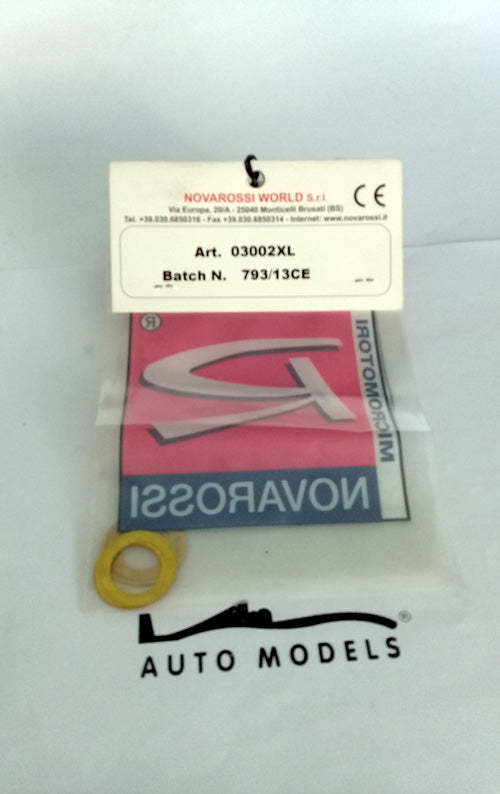 NOVAROSSI WORLD S.r.l.
Via Europa, 20/A - 25040 Monticelli Brusati (BS)
Tel. +39.030.6850316 - Fax +39.030.6850314 - Internet: www.novarossi.it
CE
Art. 03002XL
Batch N. 793/13CE
®
MICROMOTORI
NOVAROSSI
®
AUTO MODELS